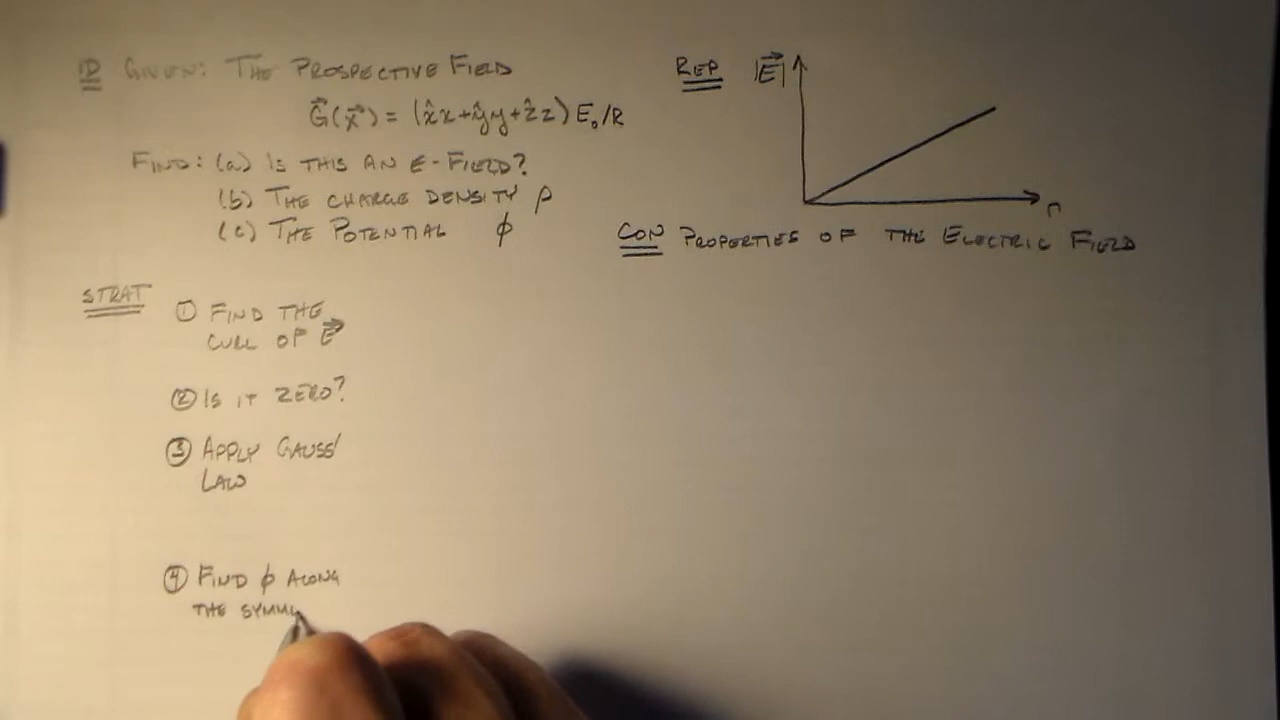 ID GIVEN: THE PROSPECTIVE FIELD
G⃗(x⃗) = (x̂x+ŷy+ẑz) E₀/R
FIND: (a) IS THIS AN E-FIELD?
(b) THE CHARGE DENSITY ρ
(c) THE POTENTIAL ϕ
REP |E⃗|
r
CON PROPERTIES OF THE ELECTRIC FIELD
STRAT ① FIND THE
CURL OF E⃗
② IS IT ZERO?
③ APPLY GAUSS'
LAW
④ FIND ϕ ALONG
THE SYMM